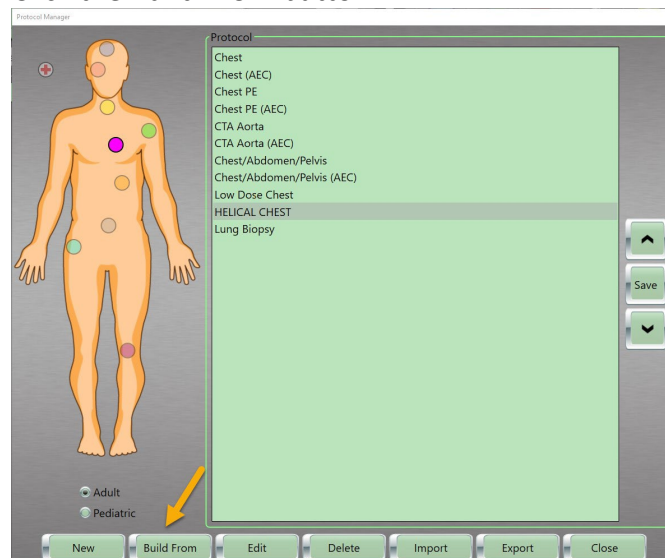 Protocol Manager
Protocol
Chest
Chest (AEC)
Chest PE
Chest PE (AEC)
CTA Aorta
CTA Aorta (AEC)
Chest/Abdomen/Pelvis
Chest/Abdomen/Pelvis (AEC)
Low Dose Chest
HELICAL CHEST
Lung Biopsy
Save
Adult
Pediatric
New Build From Edit Delete Import Export Close